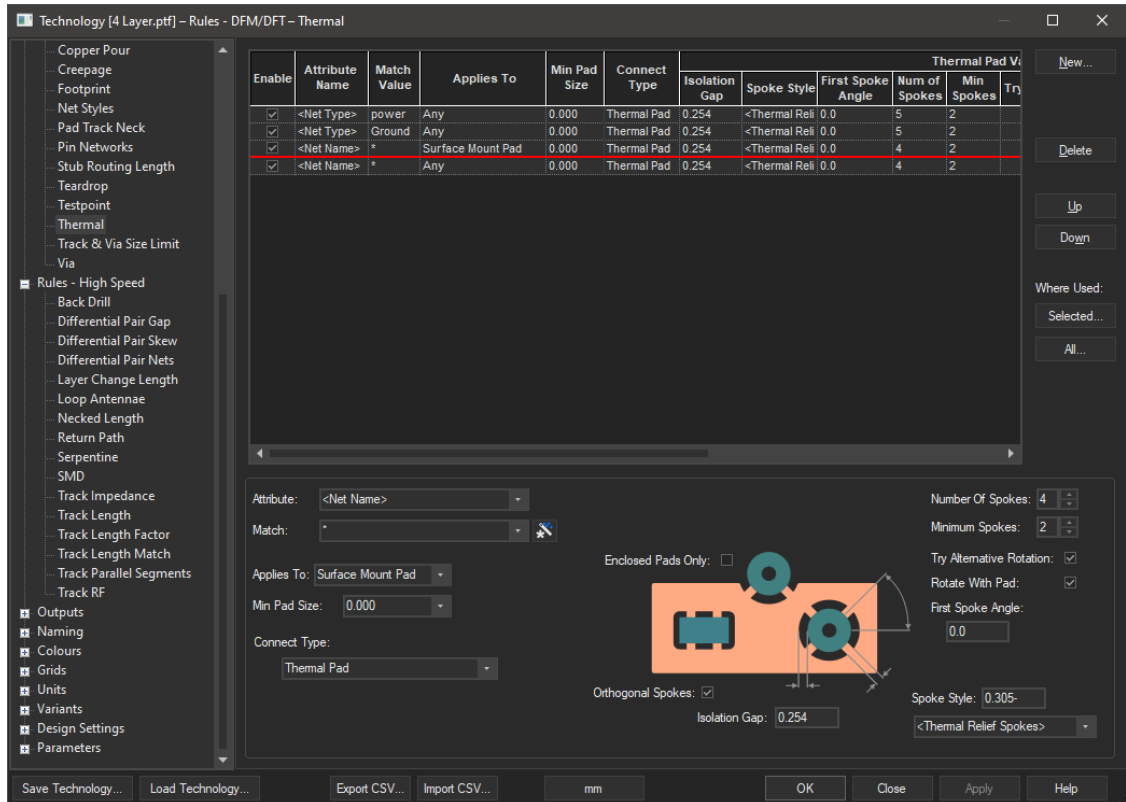 Technology [4 Layer.ptf] – Rules - DFM/DFT – Thermal
Copper Pour
Creepage
Footprint
Net Styles
Pad Track Neck
Pin Networks
Stub Routing Length
Teardrop
Testpoint
Thermal
Track & Via Size Limit
Via
Rules - High Speed
Back Drill
Differential Pair Gap
Differential Pair Skew
Differential Pair Nets
Layer Change Length
Loop Antennae
Necked Length
Return Path
Serpentine
SMD
Track Impedance
Track Length
Track Length Factor
Track Length Match
Track Parallel Segments
Track RF
Outputs
Naming
Colours
Grids
Units
Variants
Design Settings
Parameters
Thermal Pad Va
Enable Attribute Name Match Value Applies To Min Pad Size Connect Type Isolation Gap Spoke Style First Spoke Angle Num of Spokes Min Spokes Try
<Net Type> power Any 0.000 Thermal Pad 0.254 <Thermal Reli 0.0 5 2
<Net Type> Ground Any 0.000 Thermal Pad 0.254 <Thermal Reli 0.0 5 2
<Net Name> * Surface Mount Pad 0.000 Thermal Pad 0.254 <Thermal Reli 0.0 4 2
<Net Name> * Any 0.000 Thermal Pad 0.254 <Thermal Reli 0.0 4 2
New...
Delete
Up
Down
Where Used:
Selected...
All...
Attribute: <Net Name>
Match: *
Applies To: Surface Mount Pad
Min Pad Size: 0.000
Connect Type:
Thermal Pad
Enclosed Pads Only:
Orthogonal Spokes:
Isolation Gap: 0.254
Number Of Spokes: 4
Minimum Spokes: 2
Try Alternative Rotation:
Rotate With Pad:
First Spoke Angle:
0.0
Spoke Style: 0.305-
<Thermal Relief Spokes>
Save Technology... Load Technology... Export CSV... Import CSV... mm OK Close Apply Help